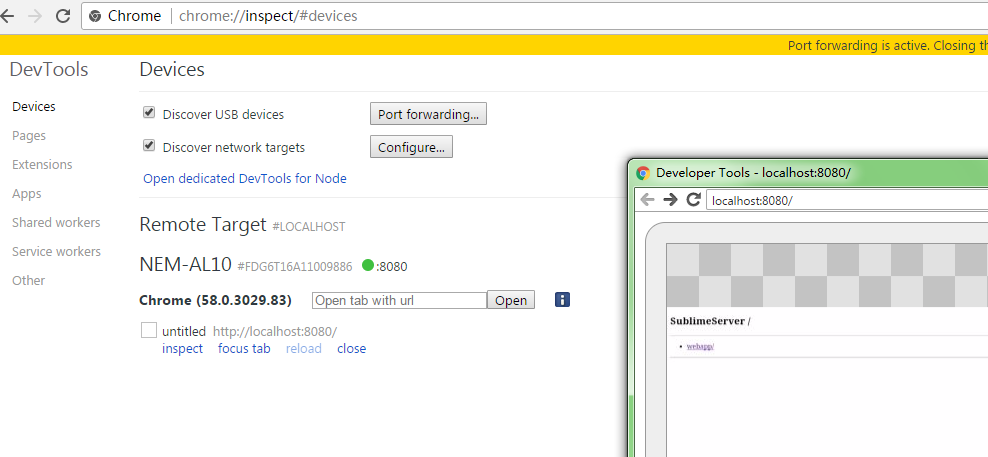 Chrome | chrome://inspect/#devices
Port forwarding is active. Closing th
DevTools
Devices
Pages
Extensions
Apps
Shared workers
Service workers
Other
Devices
Discover USB devices
Port forwarding...
Discover network targets
Configure...
Open dedicated DevTools for Node
Remote Target #LOCALHOST
NEM-AL10 #FDG6T16A11009886 :8080
Chrome (58.0.3029.83)
Open tab with url
Open
untitled http://localhost:8080/
inspect focus tab reload close
Developer Tools - localhost:8080/
localhost:8080/
SublimeServer /
webapp/